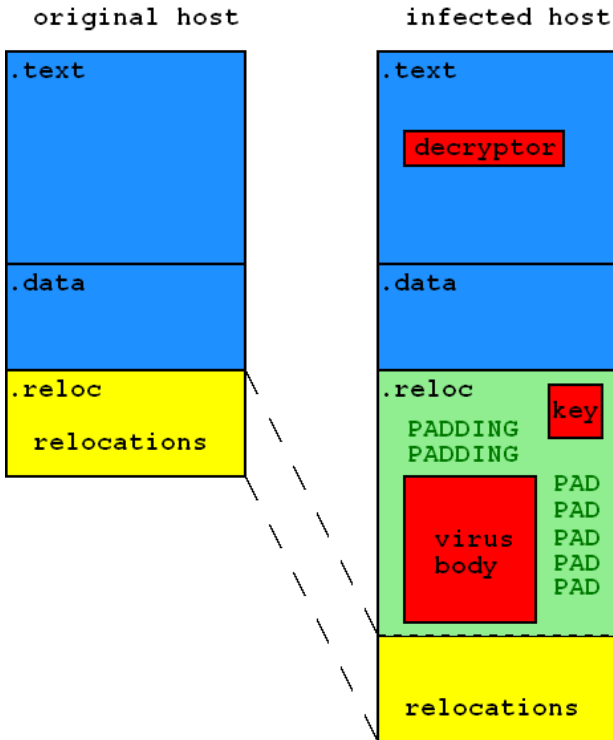 original host
.text
.data
.reloc
relocations
infected host
.text
decryptor
.data
.reloc
key
PADDING
PADDING
PAD
PAD
PAD
PAD
PAD
virus
body
relocations